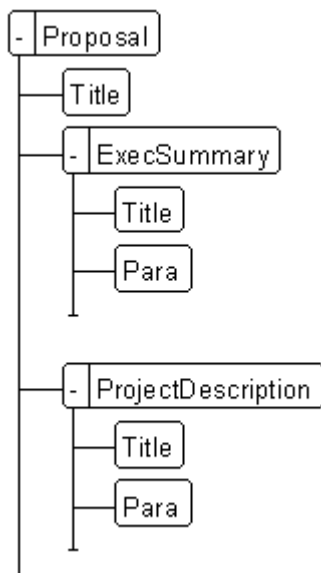 - Proposal
Title
- ExecSummary
Title
Para
- ProjectDescription
Title
Para